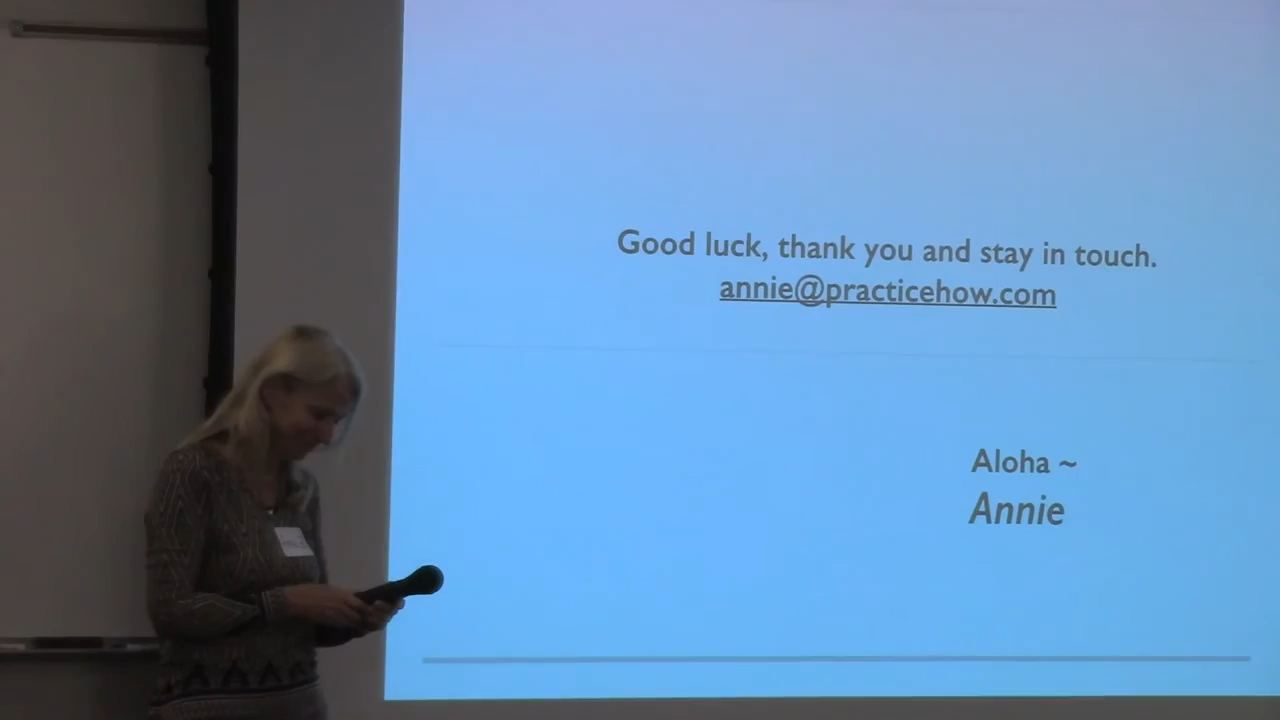 Good luck, thank you and stay in touch.
annie@practicehow.com
Aloha ~
Annie